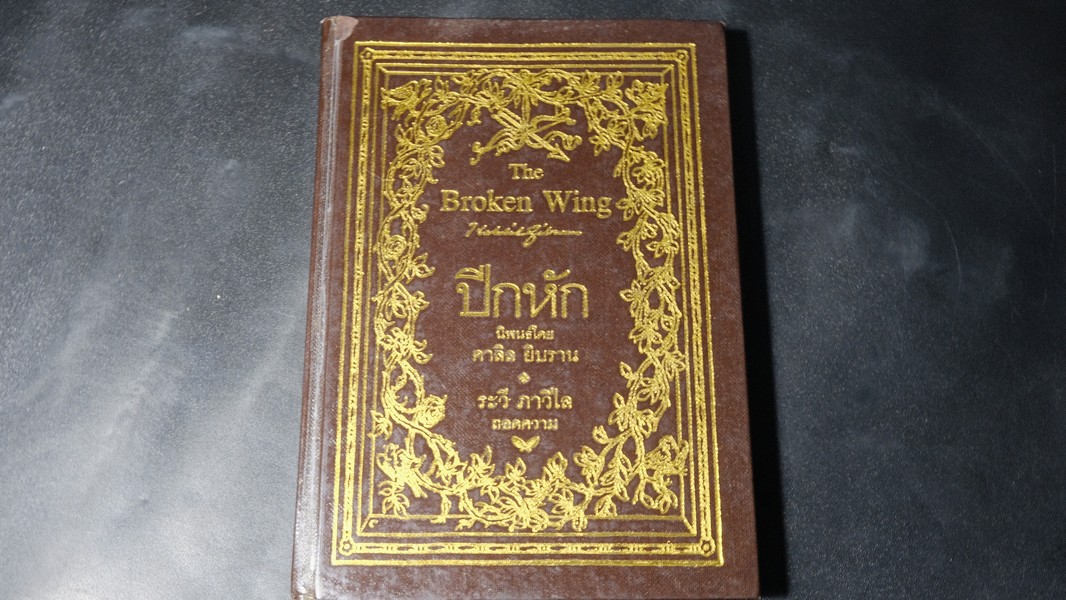 The
Broken Wing
Kahlil Gibran
ปีกหัก
นิพนธ์โดย
คาลิล ยิบราน
ระวี ภาวิไล
ถอดความ